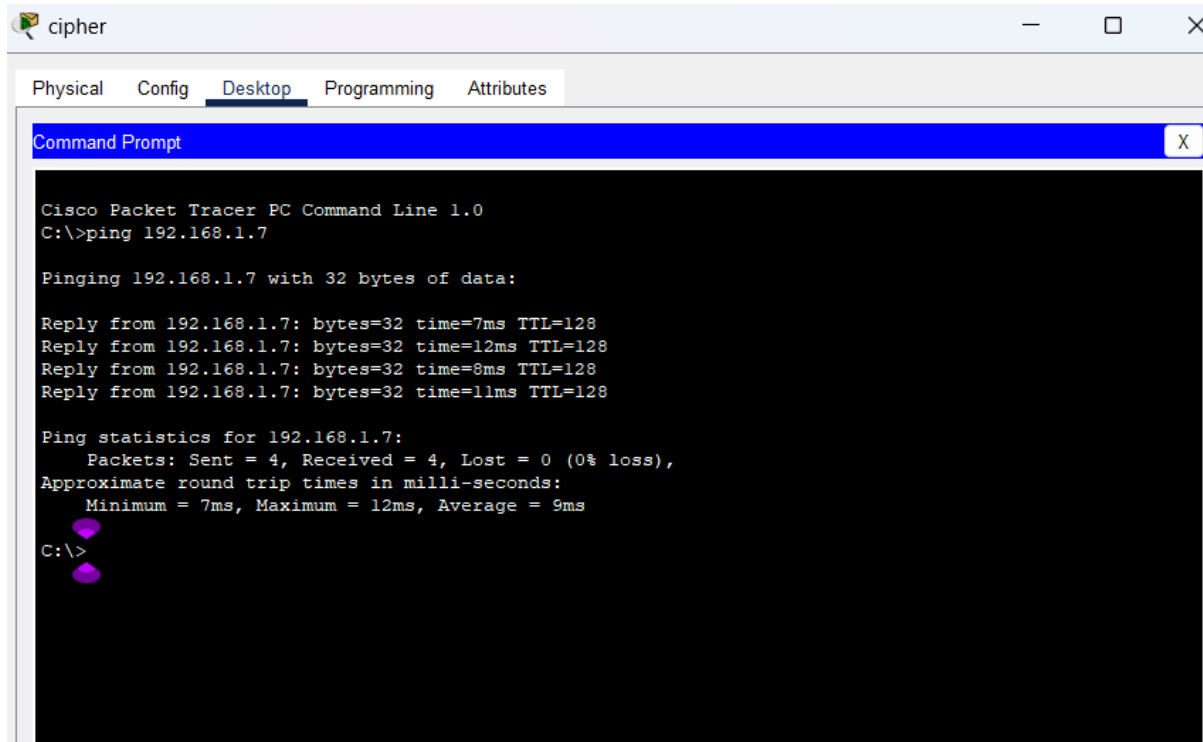 cipher
Physical Config Desktop Programming Attributes
Command Prompt X
Cisco Packet Tracer PC Command Line 1.0
C:\>ping 192.168.1.7
Pinging 192.168.1.7 with 32 bytes of data:
Reply from 192.168.1.7: bytes=32 time=7ms TTL=128
Reply from 192.168.1.7: bytes=32 time=12ms TTL=128
Reply from 192.168.1.7: bytes=32 time=8ms TTL=128
Reply from 192.168.1.7: bytes=32 time=11ms TTL=128
Ping statistics for 192.168.1.7:
Packets: Sent = 4, Received = 4, Lost = 0 (0% loss),
Approximate round trip times in milli-seconds:
Minimum = 7ms, Maximum = 12ms, Average = 9ms
C:\>